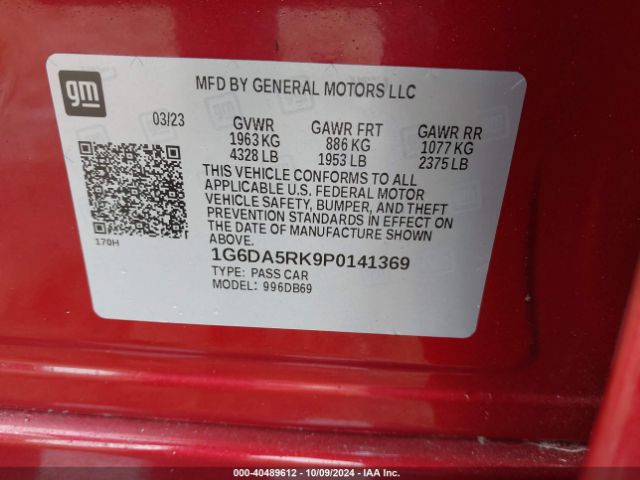 gm
MFD BY GENERAL MOTORS LLC
03/23 GVWR GAWR FRT GAWR RR
1963 KG 886 KG 1077 KG
4328 LB 1953 LB 2375 LB
THIS VEHICLE CONFORMS TO ALL
APPLICABLE U.S. FEDERAL MOTOR
VEHICLE SAFETY, BUMPER, AND THEFT
PREVENTION STANDARDS IN EFFECT ON
THE DATE OF MANUFACTURE SHOWN
ABOVE.
170H
1G6DA5RK9P0141369
TYPE: PASS CAR
MODEL: 996DB69
000-40489612 - 10/09/2024 - IAA Inc.